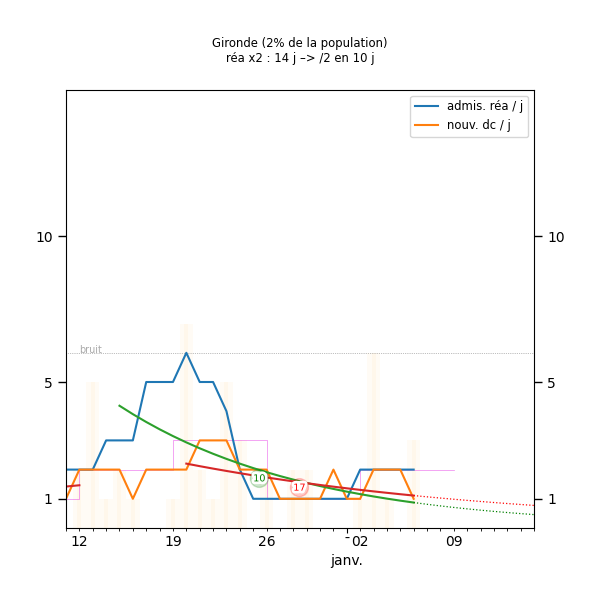 Gironde (2% de la population)
réa x2 : 14 j –> /2 en 10 j
admis. réa / j
nouv. dc / j
10
10
bruit
5
5
10
17
1
1
12
19
26
02
09
janv.